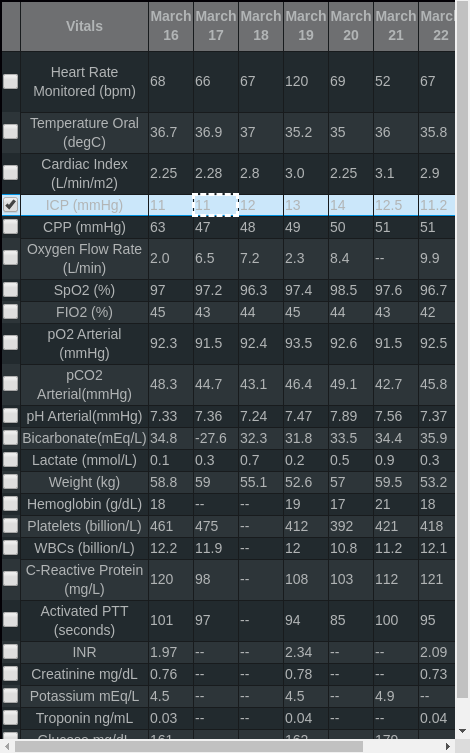 Vitals March 16 March 17 March 18 March 19 March 20 March 21 March 22
Heart Rate Monitored (bpm) 68 66 67 120 69 52 67
Temperature Oral (degC) 36.7 36.9 37 35.2 35 36 35.8
Cardiac Index (L/min/m2) 2.25 2.28 2.8 3.0 2.25 3.1 2.9
ICP (mmHg) 11 11 12 13 14 12.5 11.2
CPP (mmHg) 63 47 48 49 50 51 51
Oxygen Flow Rate (L/min) 2.0 6.5 7.2 2.3 8.4 -- 9.9
SpO2 (%) 97 97.2 96.3 97.4 98.5 97.6 96.7
FIO2 (%) 45 43 44 45 44 43 42
pO2 Arterial (mmHg) 92.3 91.5 92.4 93.5 92.6 91.5 92.5
pCO2 Arterial(mmHg) 48.3 44.7 43.1 46.4 49.1 42.7 45.8
pH Arterial(mmHg) 7.33 7.36 7.24 7.47 7.89 7.56 7.37
Bicarbonate(mEq/L) 34.8 -27.6 32.3 31.8 33.5 34.4 35.9
Lactate (mmol/L) 0.1 0.3 0.7 0.2 0.5 0.9 0.3
Weight (kg) 58.8 59 55.1 52.6 57 59.5 53.2
Hemoglobin (g/dL) 18 -- -- 19 17 21 18
Platelets (billion/L) 461 475 -- 412 392 421 418
WBCs (billion/L) 12.2 11.9 -- 12 10.8 11.2 12.1
C-Reactive Protein (mg/L) 120 98 -- 108 103 112 121
Activated PTT (seconds) 101 97 -- 94 85 100 95
INR 1.97 -- -- 2.34 -- -- 2.09
Creatinine mg/dL 0.76 -- -- 0.78 -- -- 0.73
Potassium mEq/L 4.5 -- -- 4.5 -- 4.9 --
Troponin ng/mL 0.03 -- -- 0.04 -- -- 0.04
Glucose mg/dL 161 -- -- 162 -- 170 --